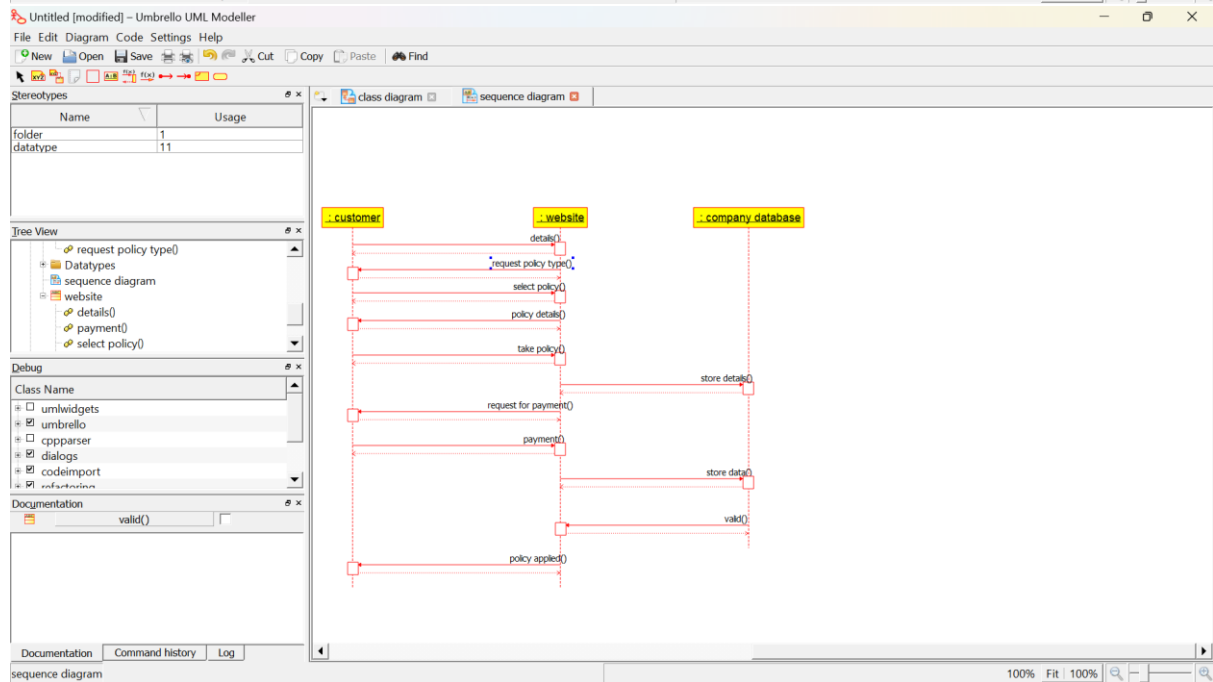 Untitled [modified] – Umbrello UML Modeller
File Edit Diagram Code Settings Help
New Open Save Cut Copy Paste Find
Stereotypes
class diagram sequence diagram
Name Usage
folder 1
datatype 11
Tree View
request policy type()
Datatypes
sequence diagram
website
details()
payment()
select policy()
Debug
Class Name
umlwidgets
umbrello
cppparser
dialogs
codeimport
refactoring
Documentation
valid()
Documentation Command history Log
sequence diagram
: customer
: website
: company database
details()
request policy type()
select policy()
policy details()
take policy()
store details()
request for payment()
payment()
store data()
valid()
policy applied()
100% Fit 100%